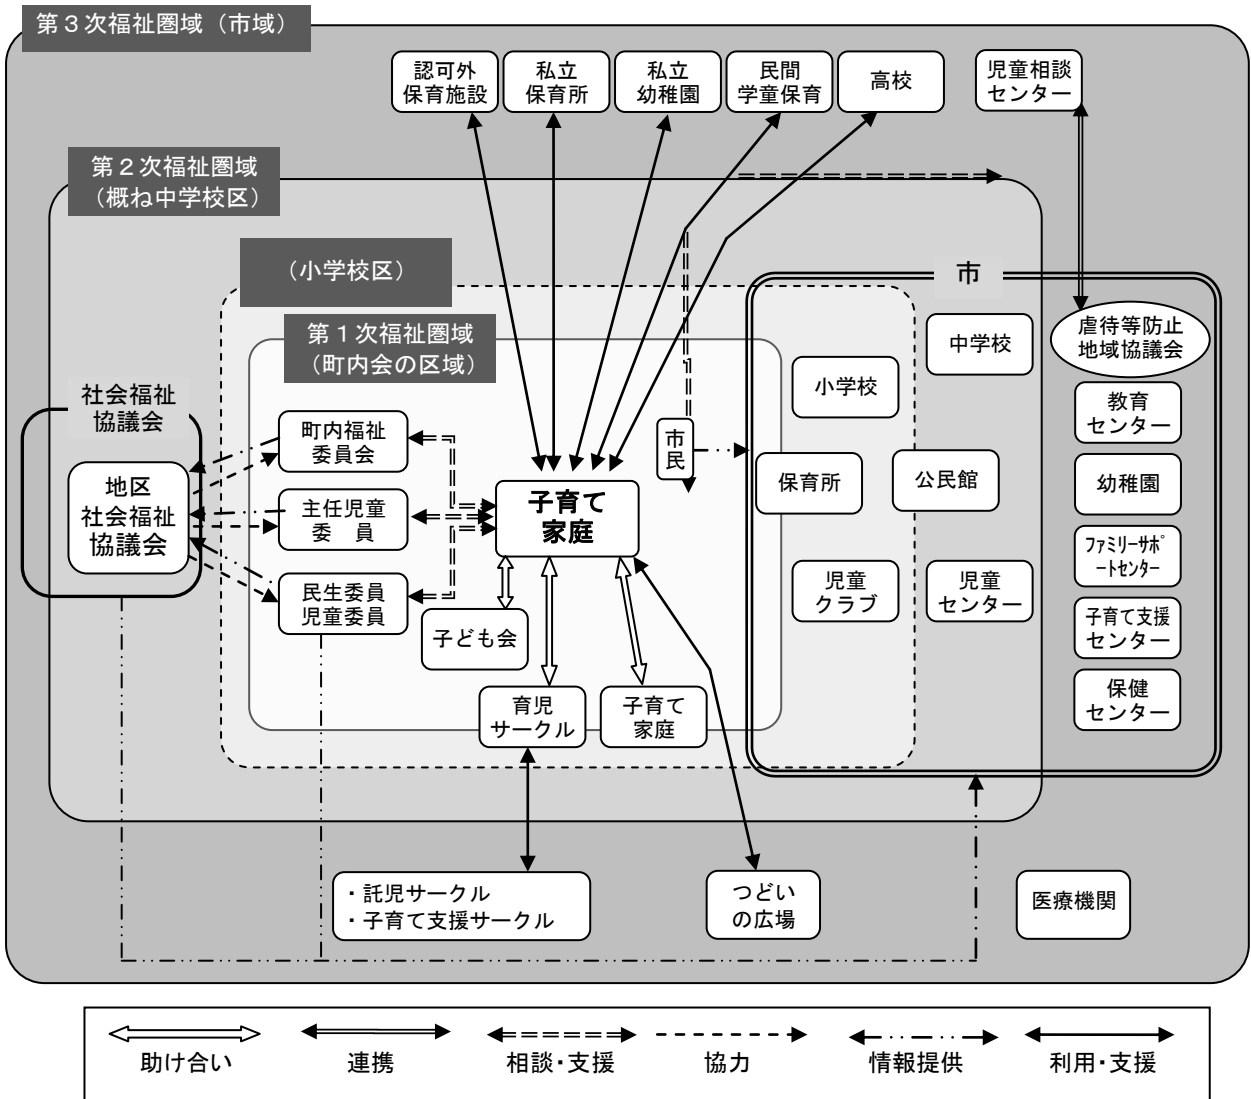 第３次福祉圏域（市域）
認可外
保育施設
私立
保育所
私立
幼稚園
民間
学童保育
高校
児童相談
センター
第２次福祉圏域
（概ね中学校区）
（小学校区）
市
第１次福祉圏域
（町内会の区域）
虐待等防止
地域協議会
中学校
小学校
教育
センター
社会福祉
協議会
町内福祉
委員会
市
民
保育所
公民館
幼稚園
地区
社会福祉
協議会
主任児童
委　員
子育て
家庭
ファミリーサポ
ートセンター
民生委員
児童委員
児童
クラブ
児童
センター
子育て支援
センター
子ども会
保健
センター
育児
サークル
子育て
家庭
・託児サークル
・子育て支援サークル
つどい
の広場
医療機関
助け合い
連携
相談・支援
協力
情報提供
利用・支援